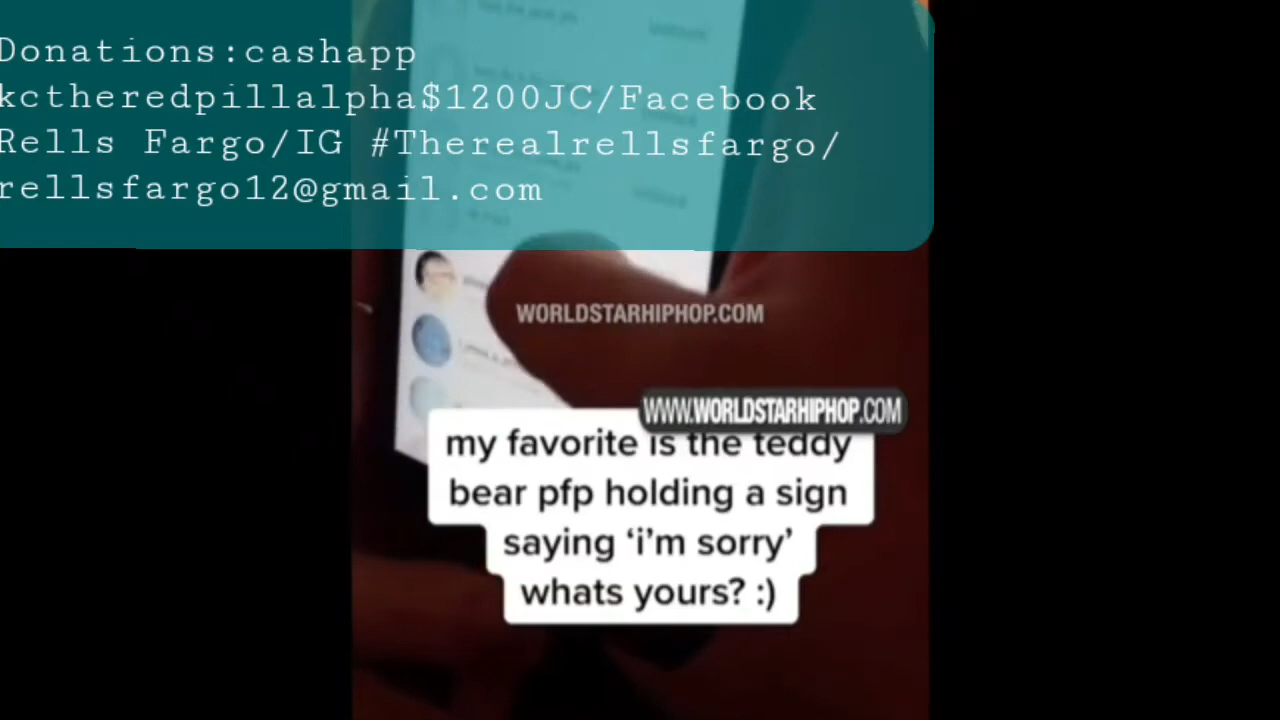 Donations:cashapp
kctheredpillalpha$1200JC/Facebook
Rells Fargo/IG #Therealrellsfargo/
rellsfargo12@gmail.com
WORLDSTARHIPHOP.COM
WWW.WORLDSTARHIPHOP.COM
my favorite is the teddy
bear pfp holding a sign
saying ‘i’m sorry’
whats yours? :)